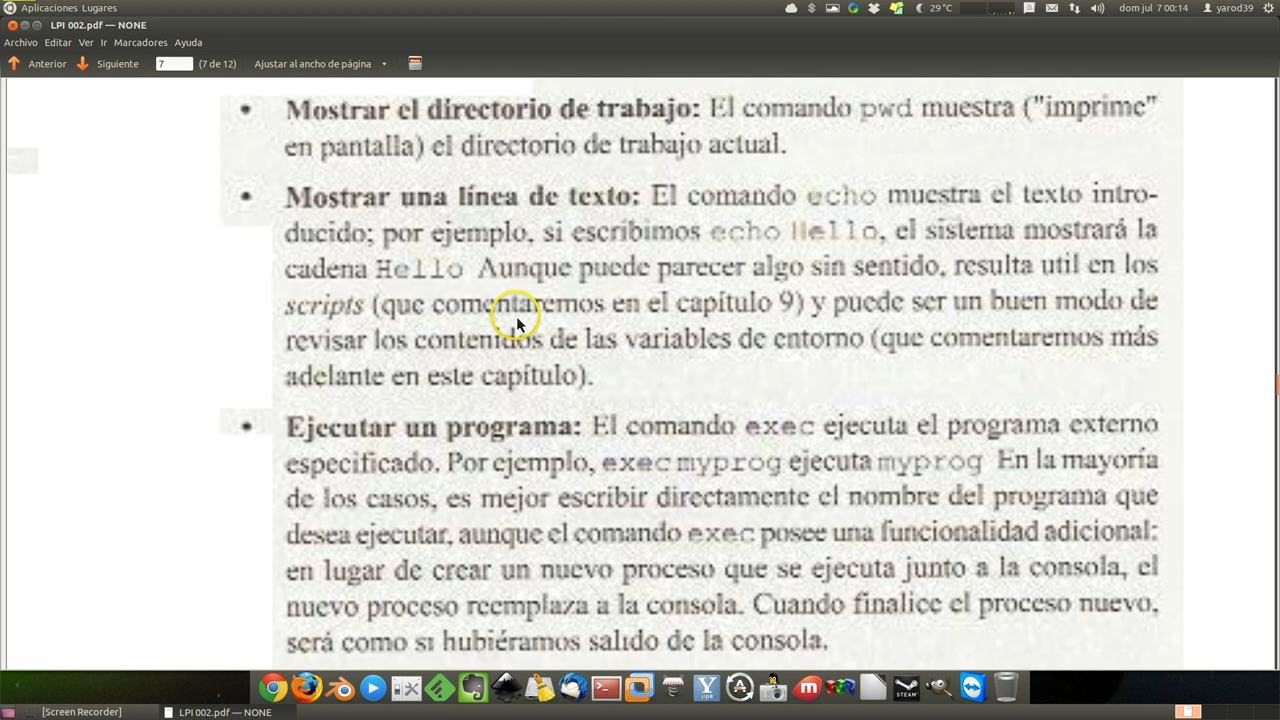 Aplicaciones Lugares
29 °C
dom jul 7 00:14
yarod39
LPI 002.pdf — NONE
Archivo Editar Ver Ir Marcadores Ayuda
Anterior Siguiente 7 (7 de 12) Ajustar al ancho de página
• Mostrar el directorio de trabajo: El comando pwd muestra ("imprime"
en pantalla) el directorio de trabajo actual.
• Mostrar una línea de texto: El comando echo muestra el texto intro-
ducido; por ejemplo, si escribimos echo Hello, el sistema mostrará la
cadena Hello Aunque puede parecer algo sin sentido, resulta util en los
scripts (que comentaremos en el capítulo 9) y puede ser un buen modo de
revisar los contenidos de las variables de entorno (que comentaremos más
adelante en este capítulo).
• Ejecutar un programa: El comando exec ejecuta el programa externo
especificado. Por ejemplo, exec myprog ejecuta myprog En la mayoría
de los casos, es mejor escribir directamente el nombre del programa que
desea ejecutar, aunque el comando exec posee una funcionalidad adicional:
en lugar de crear un nuevo proceso que se ejecuta junto a la consola, el
nuevo proceso reemplaza a la consola. Cuando finalice el proceso nuevo,
será como si hubiéramos salido de la consola.
STEAM
[Screen Recorder]
LPI 002.pdf — NONE